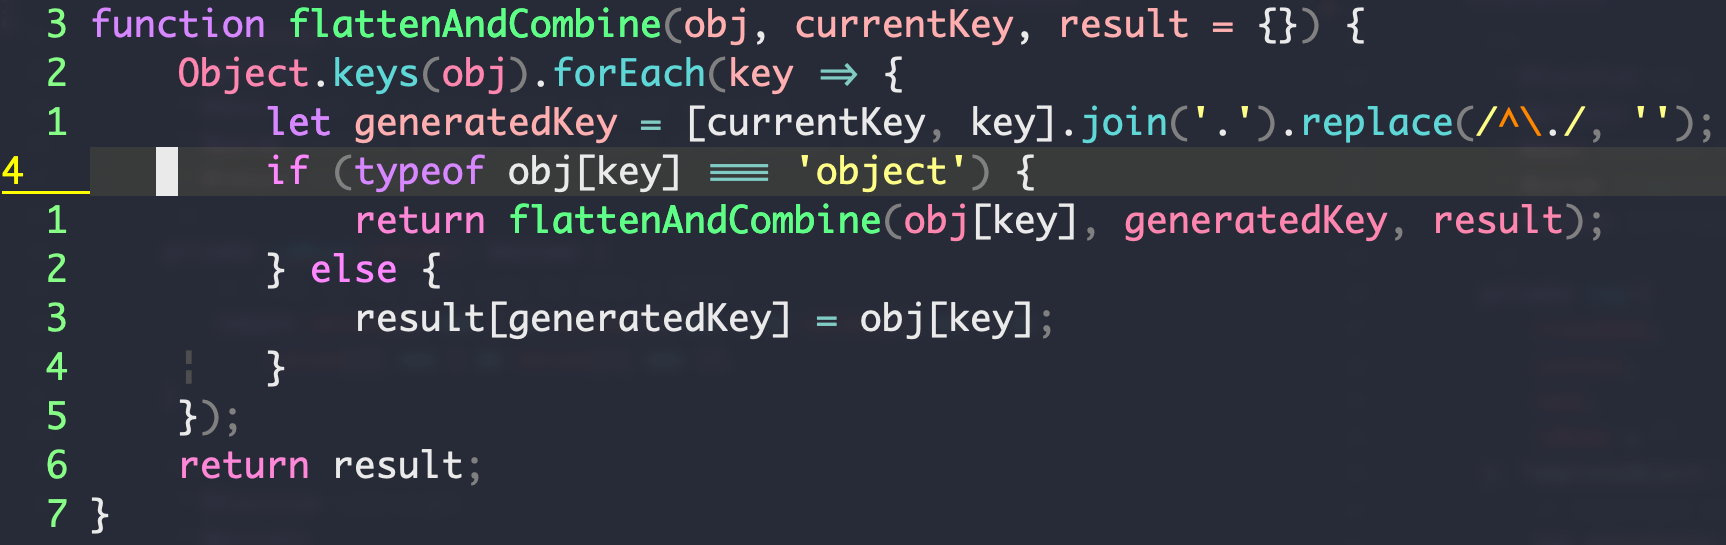 3 function flattenAndCombine(obj, currentKey, result = {}) {
2     Object.keys(obj).forEach(key => {
1         let generatedKey = [currentKey, key].join('.').replace(/^\./, '');
4         if (typeof obj[key] === 'object') {
1             return flattenAndCombine(obj[key], generatedKey, result);
2         } else {
3             result[generatedKey] = obj[key];
4     ¦   }
5     });
6     return result;
7 }